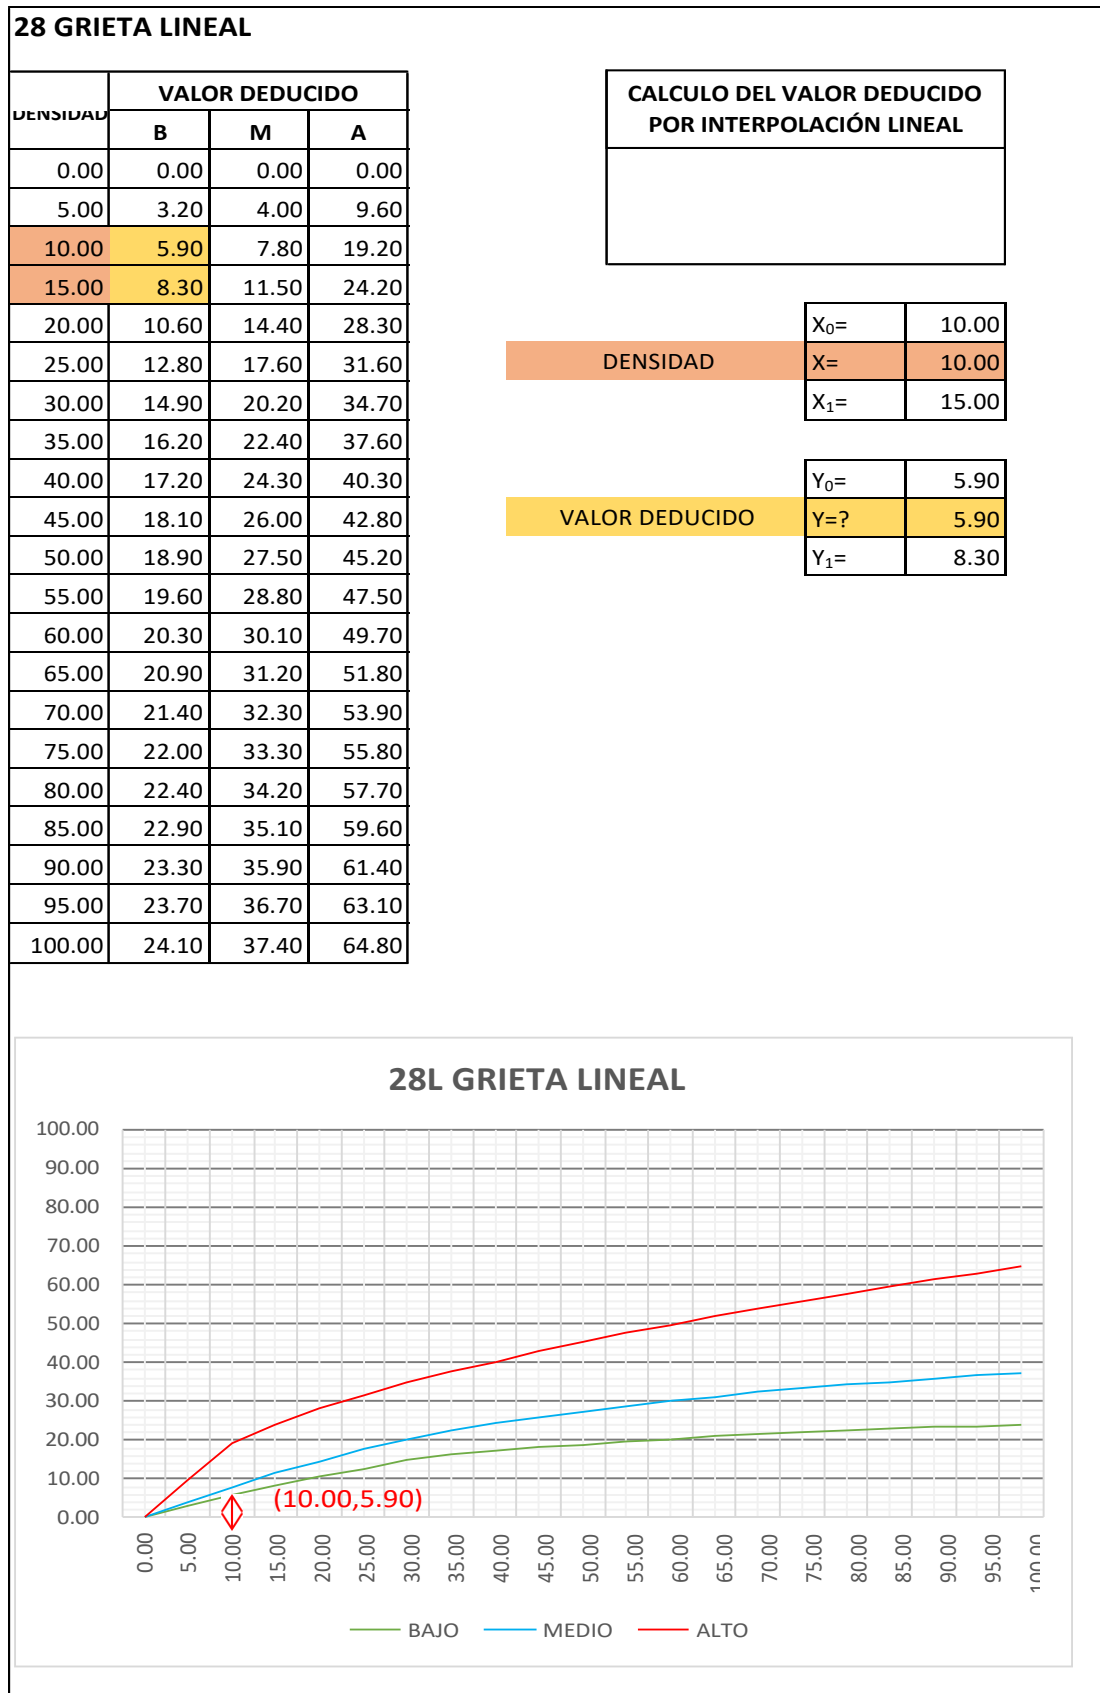 28 GRIETA LINEAL
DENSIDAD VALOR DEDUCIDO
B M A
0.00 0.00 0.00 0.00
5.00 3.20 4.00 9.60
10.00 5.90 7.80 19.20
15.00 8.30 11.50 24.20
20.00 10.60 14.40 28.30
25.00 12.80 17.60 31.60
30.00 14.90 20.20 34.70
35.00 16.20 22.40 37.60
40.00 17.20 24.30 40.30
45.00 18.10 26.00 42.80
50.00 18.90 27.50 45.20
55.00 19.60 28.80 47.50
60.00 20.30 30.10 49.70
65.00 20.90 31.20 51.80
70.00 21.40 32.30 53.90
75.00 22.00 33.30 55.80
80.00 22.40 34.20 57.70
85.00 22.90 35.10 59.60
90.00 23.30 35.90 61.40
95.00 23.70 36.70 63.10
100.00 24.10 37.40 64.80
CALCULO DEL VALOR DEDUCIDO
POR INTERPOLACIÓN LINEAL
X₀= 10.00
DENSIDAD X= 10.00
X₁= 15.00
Y₀= 5.90
VALOR DEDUCIDO Y=? 5.90
Y₁= 8.30
28L GRIETA LINEAL
100.00
90.00
80.00
70.00
60.00
50.00
40.00
30.00
20.00
10.00
0.00
(10.00,5.90)
0.00 5.00 10.00 15.00 20.00 25.00 30.00 35.00 40.00 45.00 50.00 55.00 60.00 65.00 70.00 75.00 80.00 85.00 90.00 95.00 100.00
BAJO MEDIO ALTO